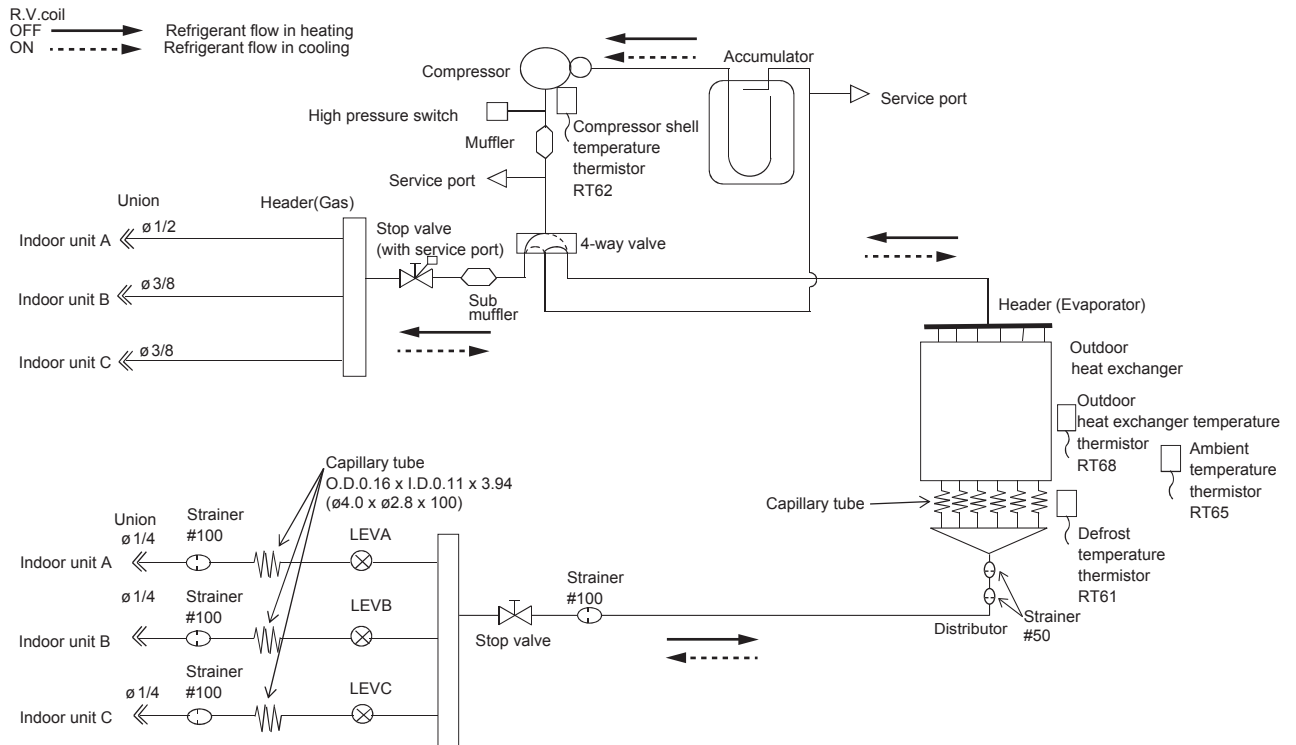 R.V.coil
OFF Refrigerant flow in heating
ON Refrigerant flow in cooling
Compressor
Accumulator
Service port
High pressure switch
Muffler
Compressor shell
temperature
thermistor
RT62
Service port
Union
Header(Gas)
Stop valve
(with service port)
4-way valve
Indoor unit A
ø 1/2
Indoor unit B
ø 3/8
Indoor unit C
ø 3/8
Sub
muffler
Header (Evaporator)
Outdoor
heat exchanger
Outdoor
heat exchanger temperature
thermistor
RT68
Ambient
temperature
thermistor
RT65
Capillary tube
Defrost
temperature
thermistor
RT61
Capillary tube
O.D.0.16 x I.D.0.11 x 3.94
(ø4.0 x ø2.8 x 100)
Union
ø 1/4
Strainer
#100
LEVA
Indoor unit A
ø 1/4
Strainer
#100
LEVB
Indoor unit B
ø 1/4
Strainer
#100
LEVC
Indoor unit C
Stop valve
Strainer
#100
Distributor
Strainer
#50